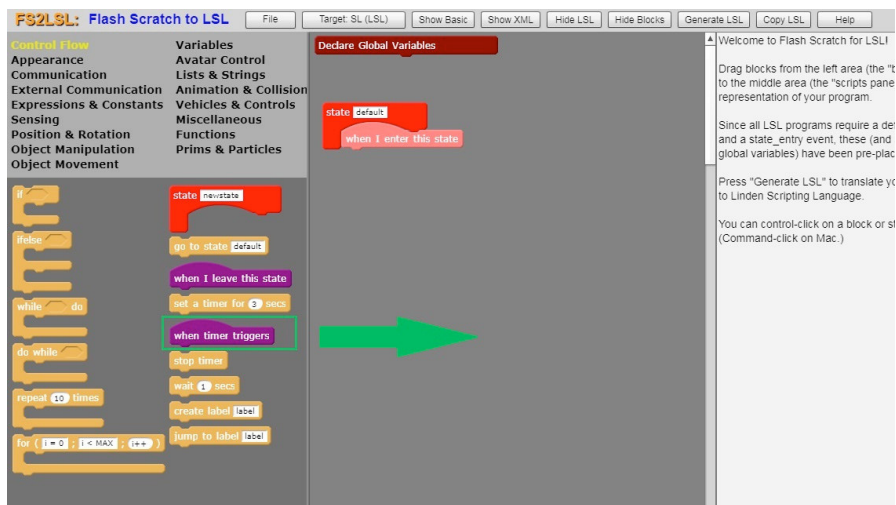 FS2LSL: Flash Scratch to LSL
File
Target: SL (LSL)
Show Basic
Show XML
Hide LSL
Hide Blocks
Generate LSL
Copy LSL
Help
Control Flow
Appearance
Communication
External Communication
Expressions & Constants
Sensing
Position & Rotation
Object Manipulation
Object Movement
Variables
Avatar Control
Lists & Strings
Animation & Collision
Vehicles & Controls
Miscellaneous
Functions
Prims & Particles
if
ifelse
while do
do while
repeat 10 times
for ( i = 0 ; i < MAX ; i++ )
state newstate
go to state default
when I leave this state
set a timer for 3 secs
when timer triggers
stop timer
wait 1 secs
create label label
jump to label label
Declare Global Variables
state default
when I enter this state
Welcome to Flash Scratch for LSL!
Drag blocks from the left area (the "b
to the middle area (the "scripts pane
representation of your program.
Since all LSL programs require a def
and a state_entry event, these (and
global variables) have been pre-plac
Press "Generate LSL" to translate yo
to Linden Scripting Language.
You can control-click on a block or st
(Command-click on Mac.)